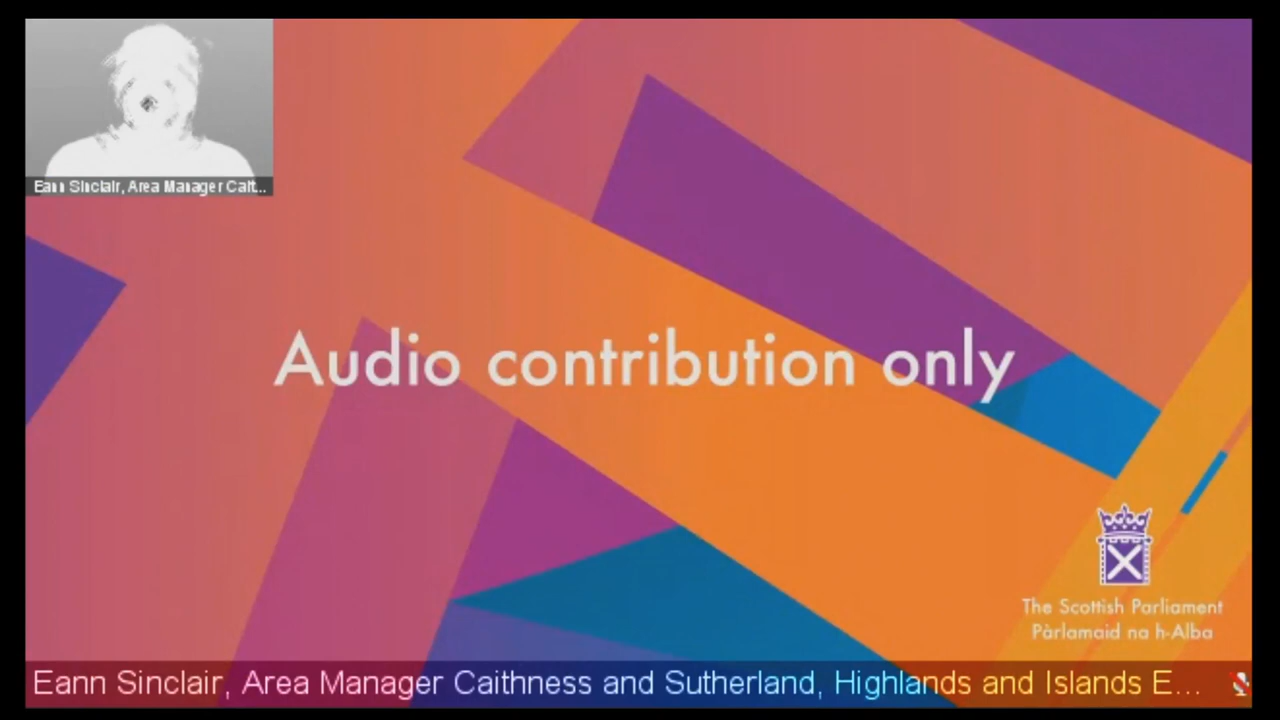 Eann Sinclair, Area Manager Cait...
Audio contribution only
The Scottish Parliament
Pàrlamaid na h-Alba
Eann Sinclair, Area Manager Caithness and Sutherland, Highlands and Islands E...